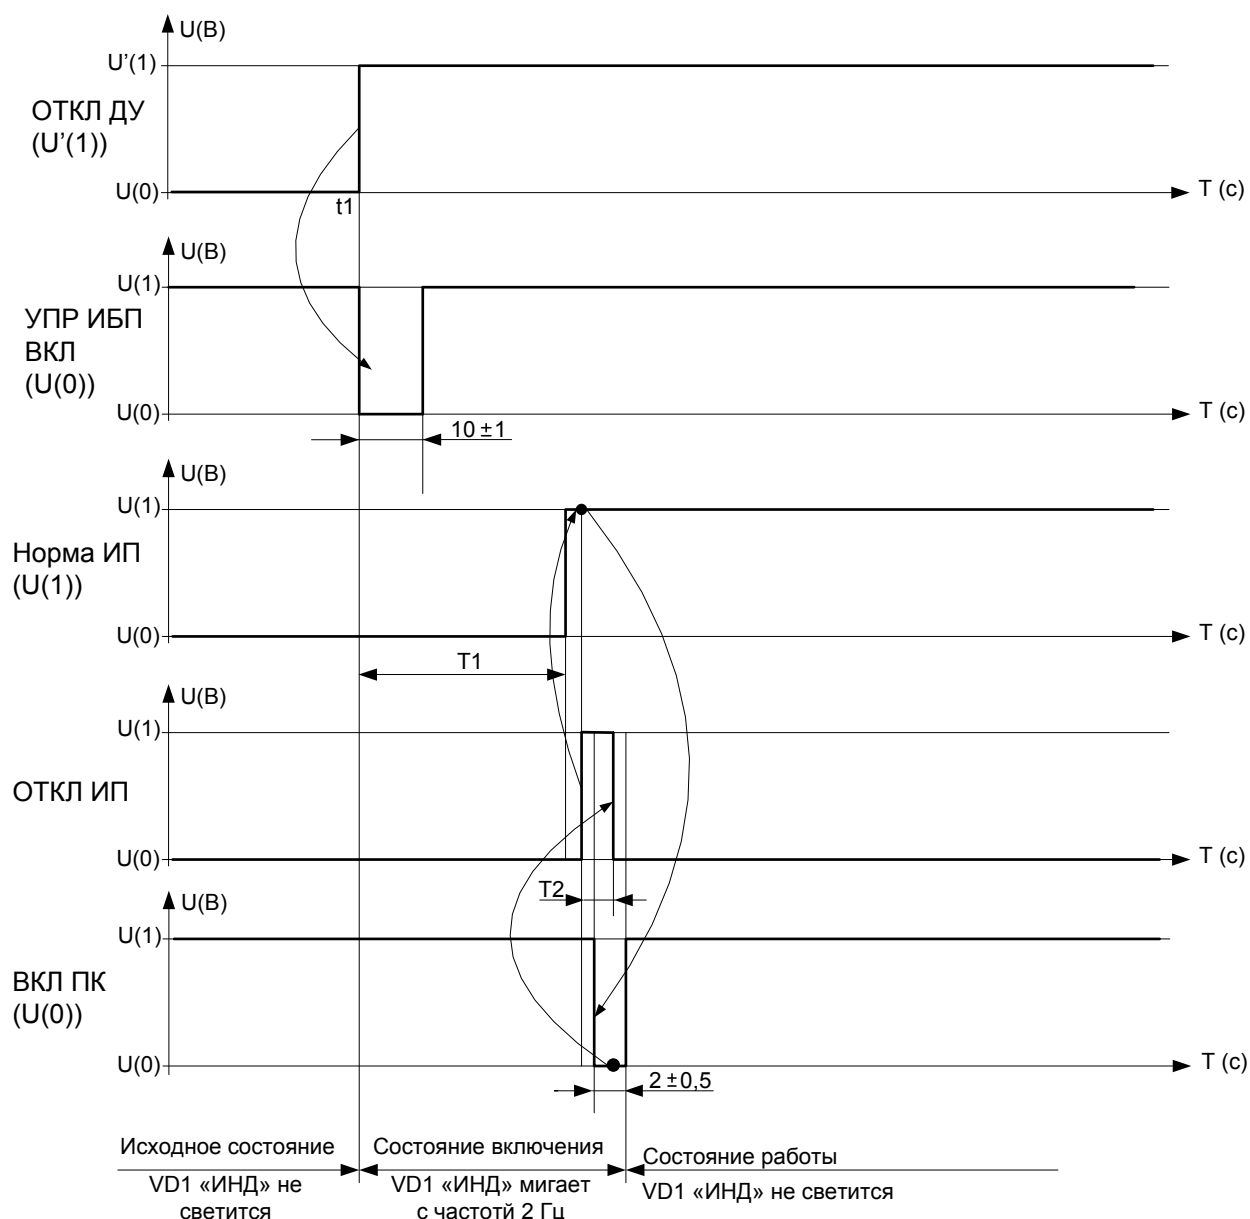 U(В)
U’(1)
ОТКЛ ДУ
(U’(1))
U(0)
t1
T (с)
U(В)
U(1)
УПР ИБП
ВКЛ
(U(0))
U(0)
T (с)
10 ±1
U(В)
U(1)
Норма ИП
(U(1))
U(0)
T (с)
T1
U(В)
U(1)
ОТКЛ ИП
U(0)
T (с)
T2
U(В)
U(1)
ВКЛ ПК
(U(0))
U(0)
T (с)
2 ±0,5
Исходное состояние
VD1 «ИНД» не
светится
Состояние включения
VD1 «ИНД» мигает
с частотй 2 Гц
Состояние работы
VD1 «ИНД» не светится